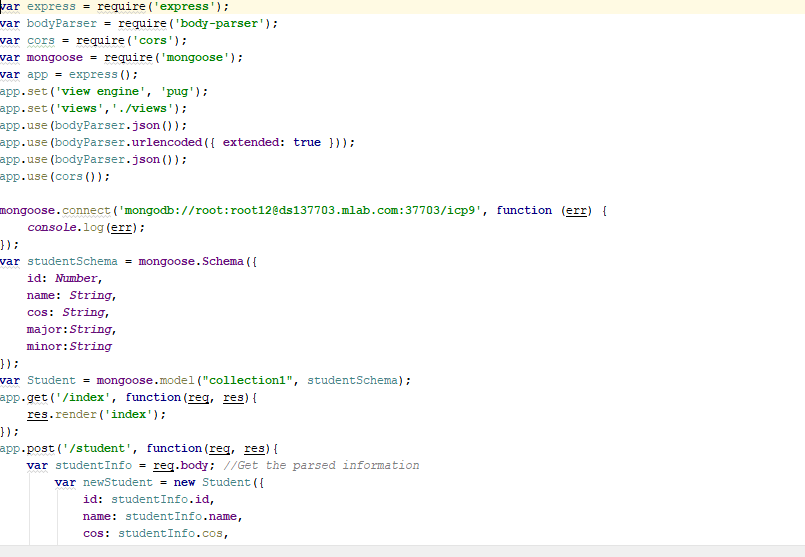 var express = require('express');
var bodyParser = require('body-parser');
var cors = require('cors');
var mongoose = require('mongoose');
var app = express();
app.set('view engine', 'pug');
app.set('views','./views');
app.use(bodyParser.json());
app.use(bodyParser.urlencoded({ extended: true }));
app.use(bodyParser.json());
app.use(cors());

mongoose.connect('mongodb://root:root12@ds137703.mlab.com:37703/icp9', function (err) {
    console.log(err);
});
var studentSchema = mongoose.Schema({
    id: Number,
    name: String,
    cos: String,
    major:String,
    minor:String
});
var Student = mongoose.model("collection1", studentSchema);
app.get('/index', function(req, res){
    res.render('index');
});
app.post('/student', function(req, res){
    var studentInfo = req.body; //Get the parsed information
        var newStudent = new Student({
            id: studentInfo.id,
            name: studentInfo.name,
            cos: studentInfo.cos,